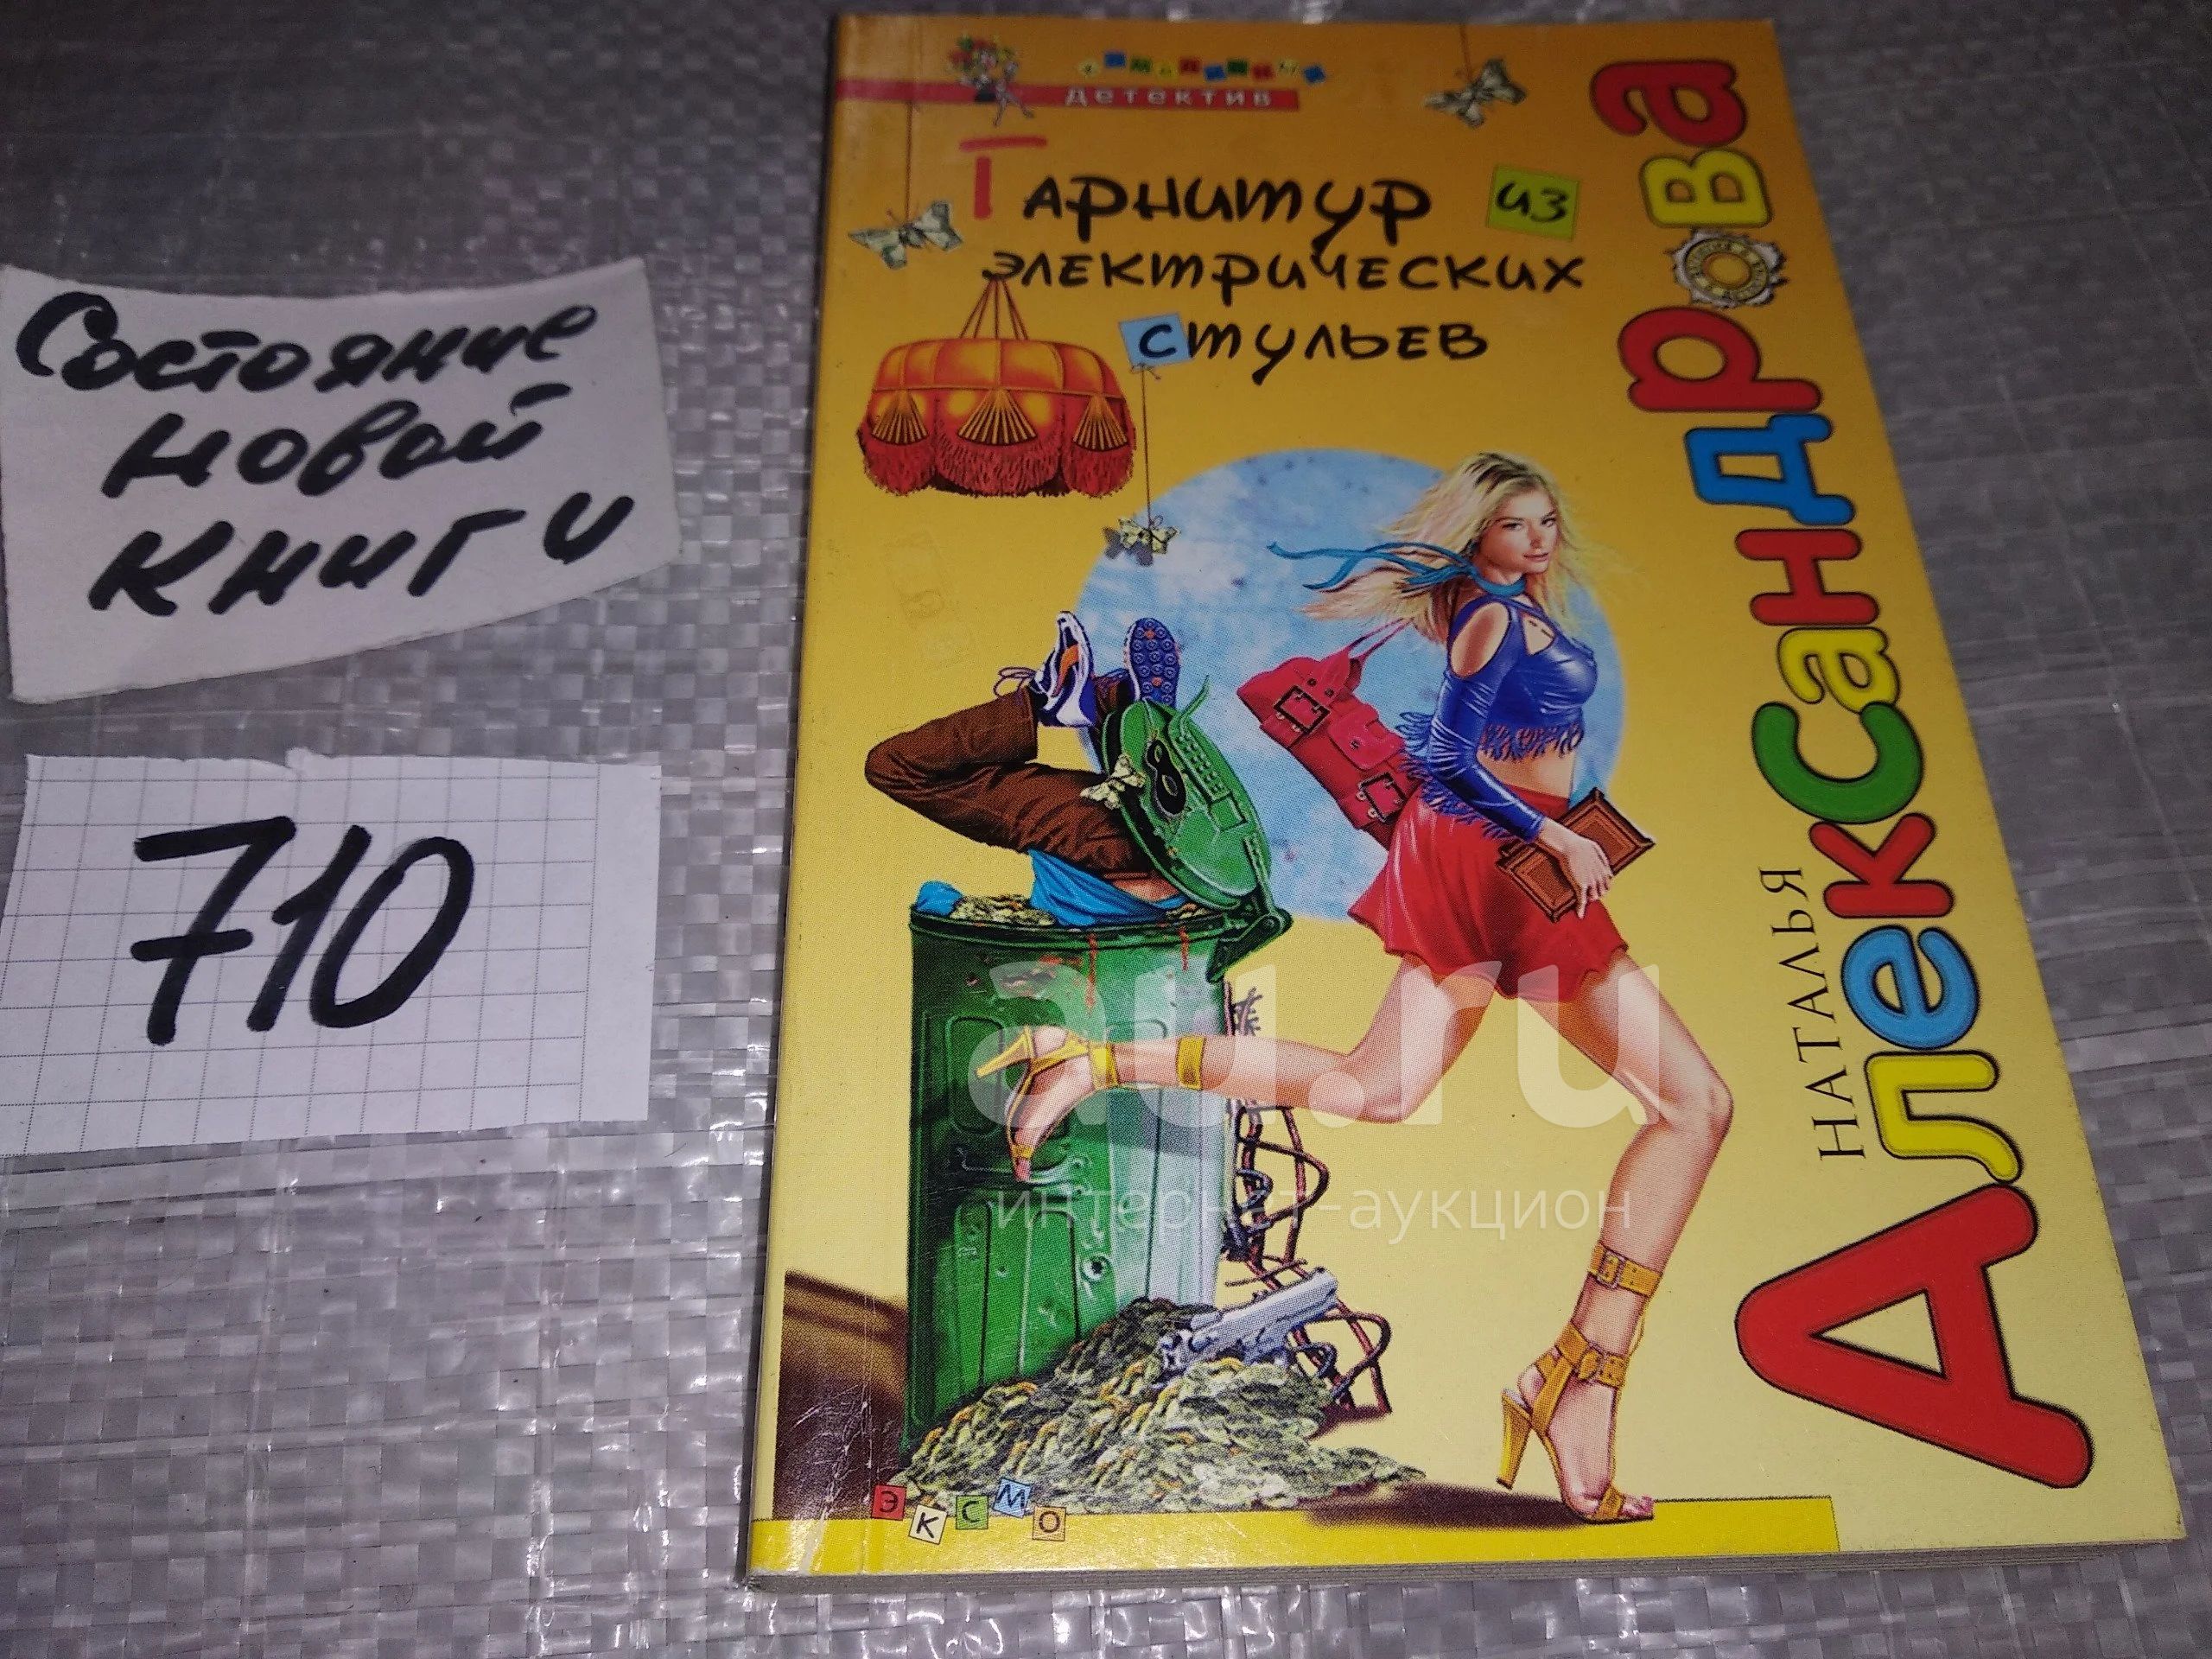 Состояние
новой
книги
710
детектив
Гарнитур из
электрических
стульев
НАТАЛЬЯ
Александрова
эксмо
au.ru
интернет-аукцион